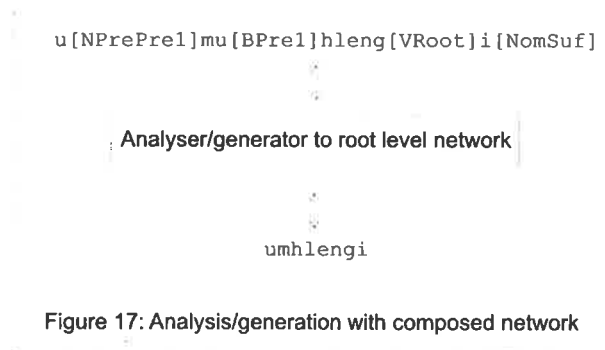 u[NPrePre1]mu[BPre1]hleng[VRoot]i[NomSuf]
Analyser/generator to root level network
umhlengi
Figure 17: Analysis/generation with composed network